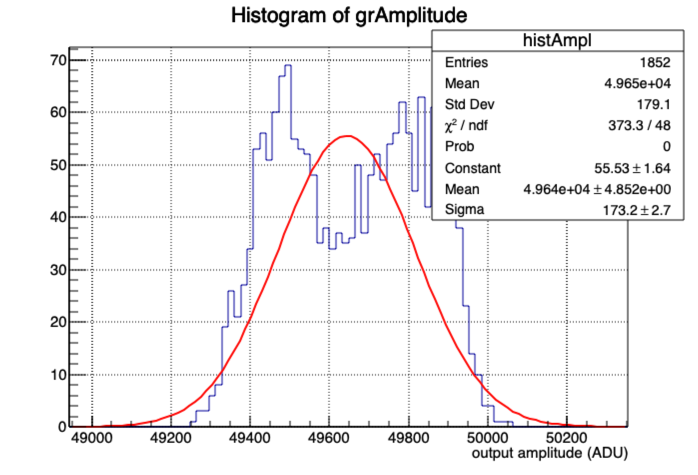 Histogram of grAmplitude
histAmpl
Entries 1852
Mean 4.965e+04
Std Dev 179.1
χ² / ndf 373.3 / 48
Prob 0
Constant 55.53 ± 1.64
Mean 4.964e+04 ± 4.852e+00
Sigma 173.2 ± 2.7
70
60
50
40
30
20
10
0
49000 49200 49400 49600 49800 50000 50200
output amplitude (ADU)